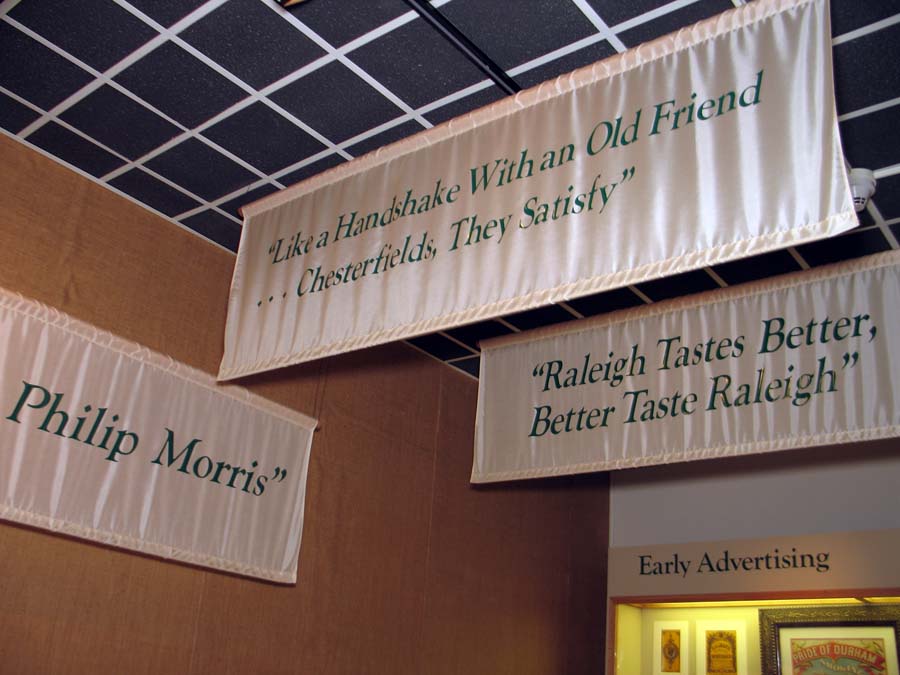 “Like a Handshake With an Old Friend
. . . Chesterfields, They Satisfy”
Philip Morris”
“Raleigh Tastes Better,
Better Taste Raleigh”
Early Advertising
PRIDE OF DURHAM
SMOKING